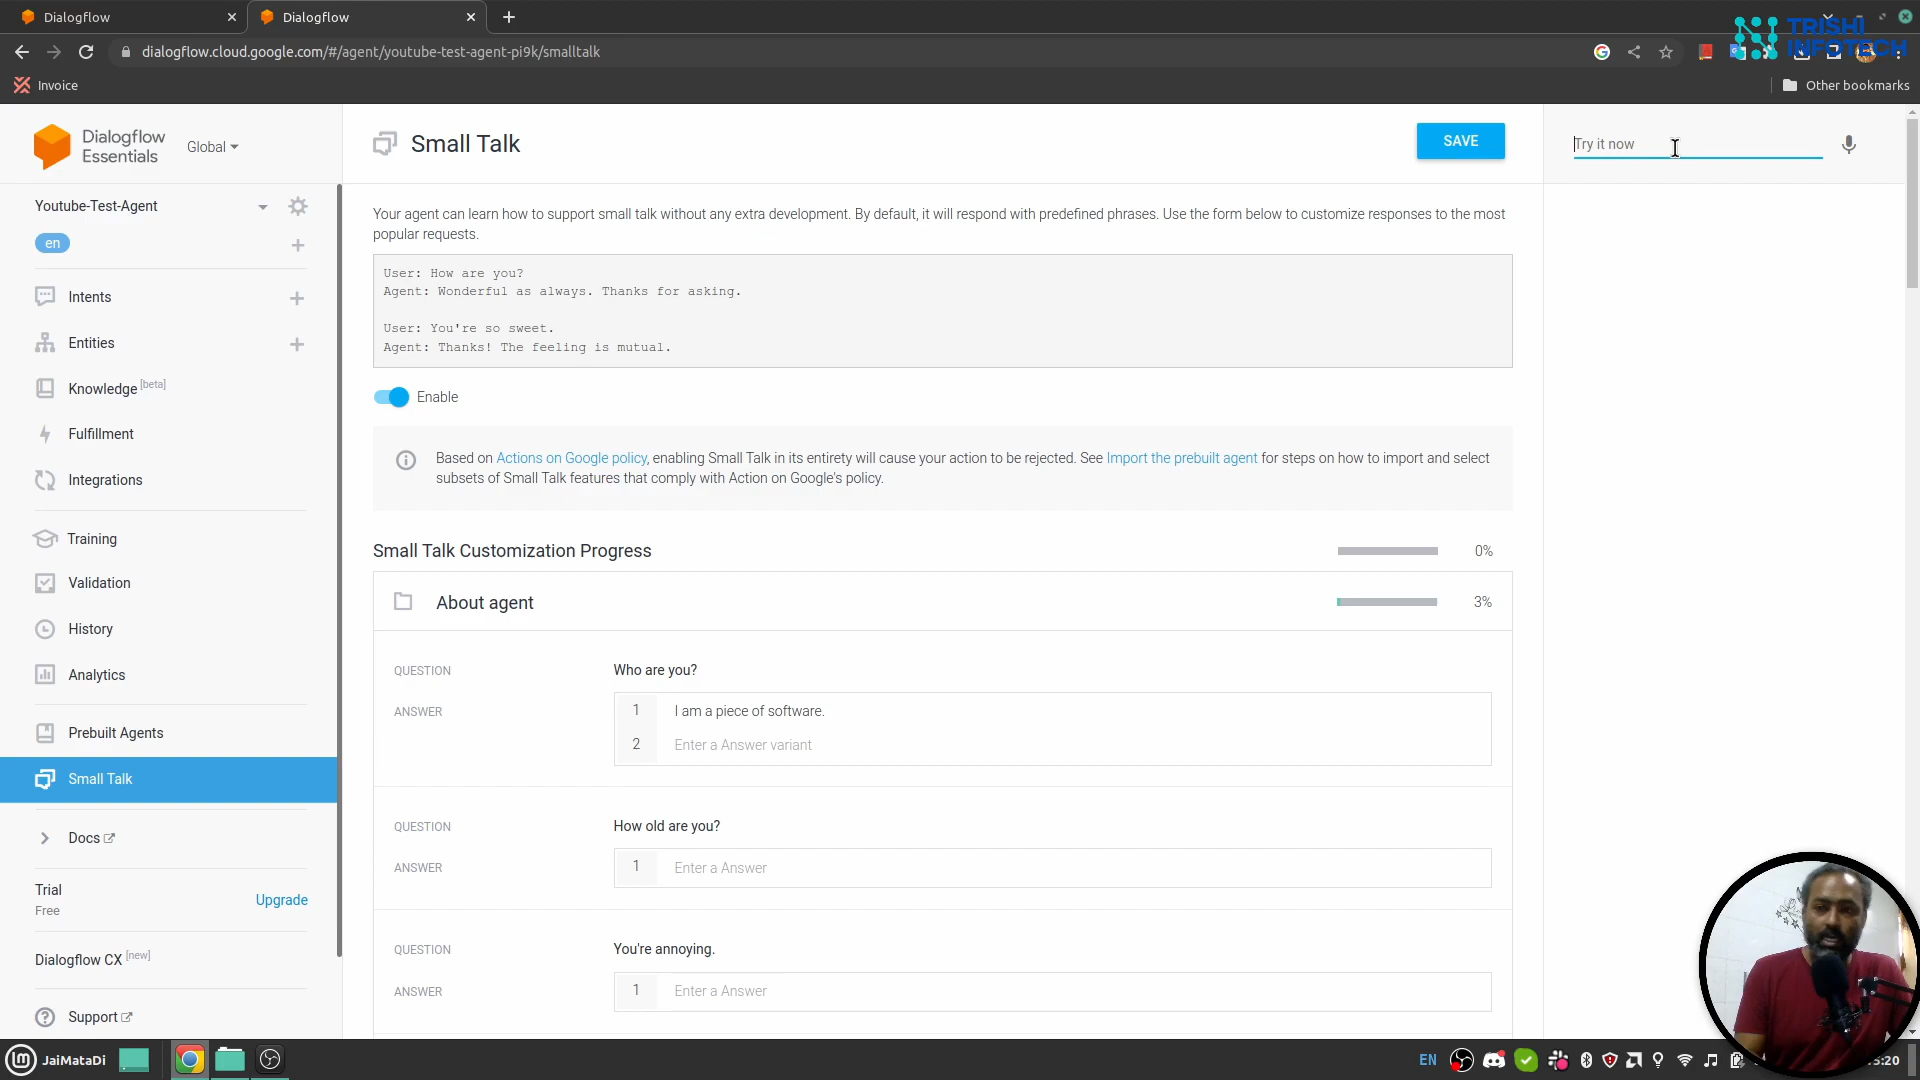 Dialogflow
Dialogflow
TRISHI
INFOTECH
dialogflow.cloud.google.com/#/agent/youtube-test-agent-pi9k/smalltalk
Invoice
Other bookmarks
Dialogflow
Essentials
Global
Small Talk
SAVE
Try it now
Youtube-Test-Agent
en
Intents
Entities
Knowledge [beta]
Fulfillment
Integrations
Training
Validation
History
Analytics
Prebuilt Agents
Small Talk
Docs
Trial
Free
Upgrade
Dialogflow CX [new]
Support
Your agent can learn how to support small talk without any extra development. By default, it will respond with predefined phrases. Use the form below to customize responses to the most
popular requests.
User: How are you?
Agent: Wonderful as always. Thanks for asking.
User: You're so sweet.
Agent: Thanks! The feeling is mutual.
Enable
Based on Actions on Google policy, enabling Small Talk in its entirety will cause your action to be rejected. See Import the prebuilt agent for steps on how to import and select
subsets of Small Talk features that comply with Action on Google's policy.
Small Talk Customization Progress 0%
About agent 3%
QUESTION Who are you?
ANSWER 1 I am a piece of software.
2 Enter a Answer variant
QUESTION How old are you?
ANSWER 1 Enter a Answer
QUESTION You're annoying.
ANSWER 1 Enter a Answer
JaiMataDi
EN